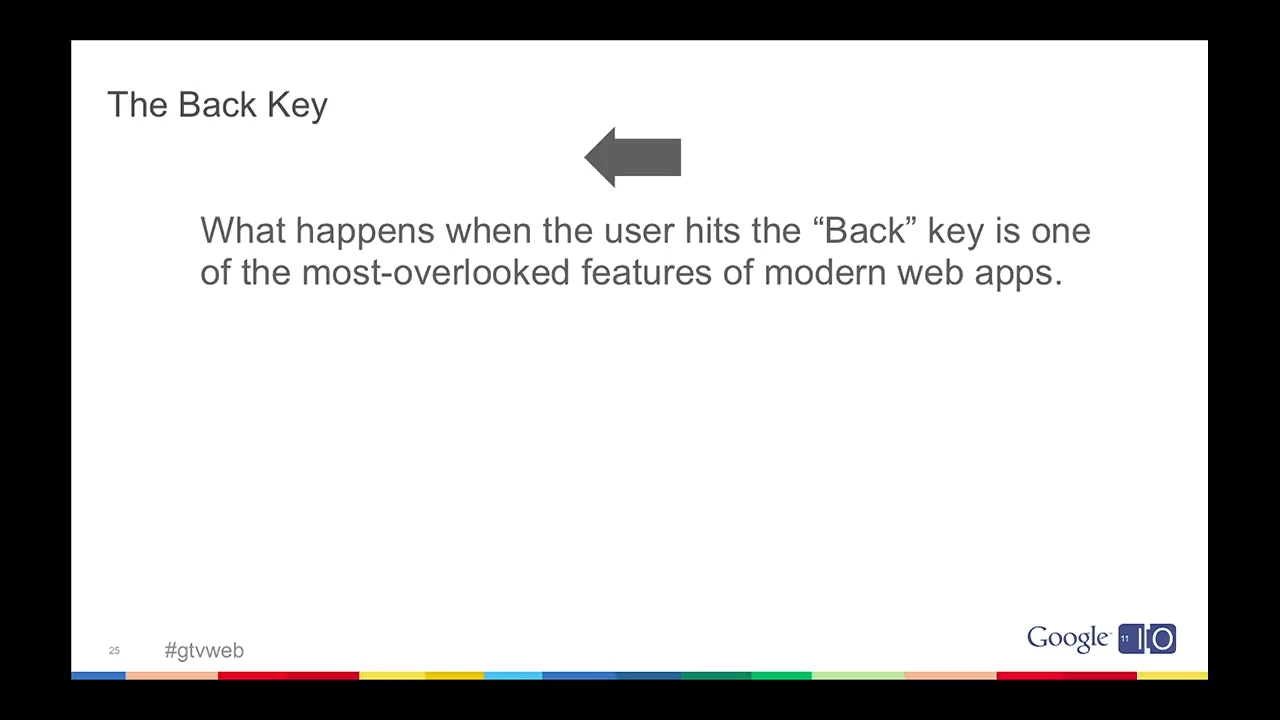 The Back Key
What happens when the user hits the “Back” key is one
of the most-overlooked features of modern web apps.
25 #gtvweb
Google 11 IO